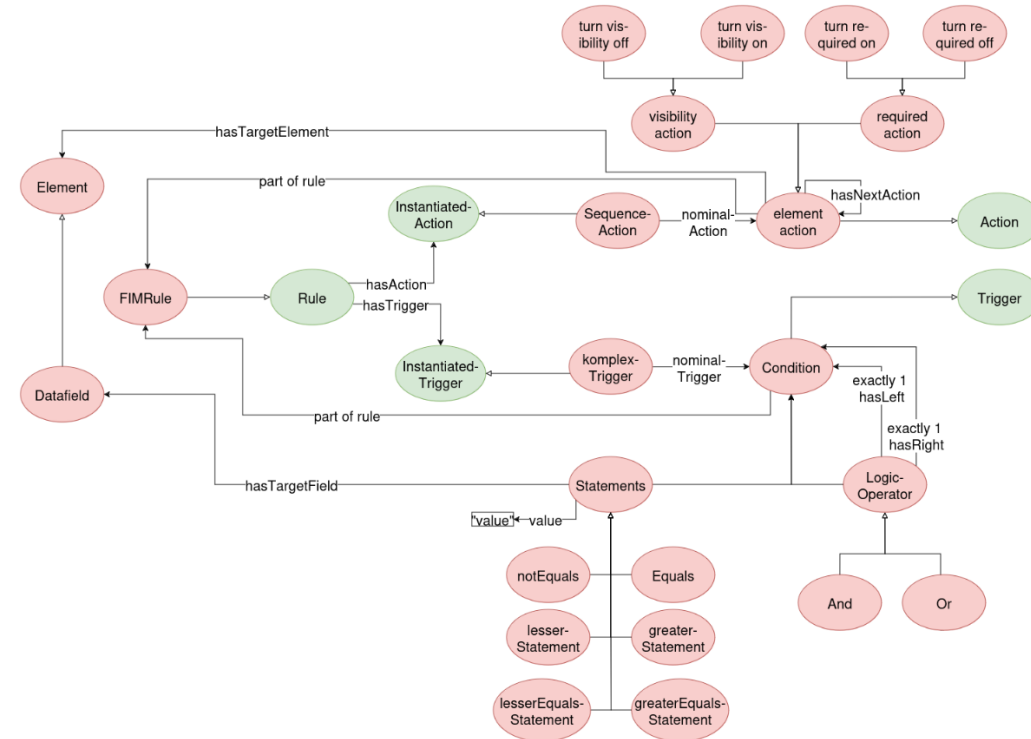 turn vis-
ibility off
turn vis-
ibility on
turn re-
quired on
turn re-
quired off
visibility
action
required
action
hasTargetElement
Element
part of rule
hasNextAction
Instantiated-
Action
Sequence-
Action
nominal-
Action
element
action
Action
hasAction
FIMRule
Rule
hasTrigger
Trigger
Instantiated-
Trigger
komplex-
Trigger
nominal-
Trigger
Condition
Datafield
exactly 1
hasLeft
part of rule
exactly 1
hasRight
hasTargetField
Statements
Logic-
Operator
"value"
value
notEquals
Equals
And
Or
lesser-
Statement
greater-
Statement
lesserEquals-
Statement
greaterEquals-
Statement